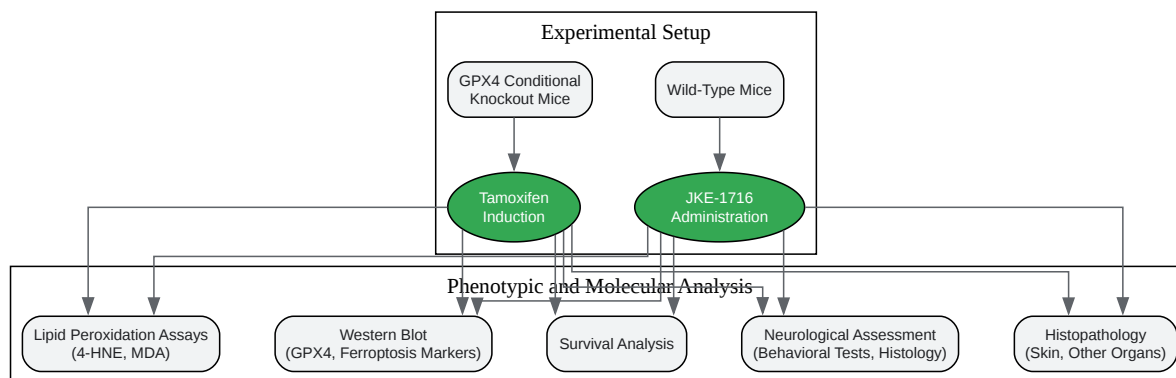 Experimental Setup
GPX4 Conditional
Knockout Mice
Wild-Type Mice
Tamoxifen
Induction
JKE-1716
Administration
Phenotypic and Molecular Analysis
Lipid Peroxidation Assays
(4-HNE, MDA)
Western Blot
(GPX4, Ferroptosis Markers)
Survival Analysis
Neurological Assessment
(Behavioral Tests, Histology)
Histopathology
(Skin, Other Organs)